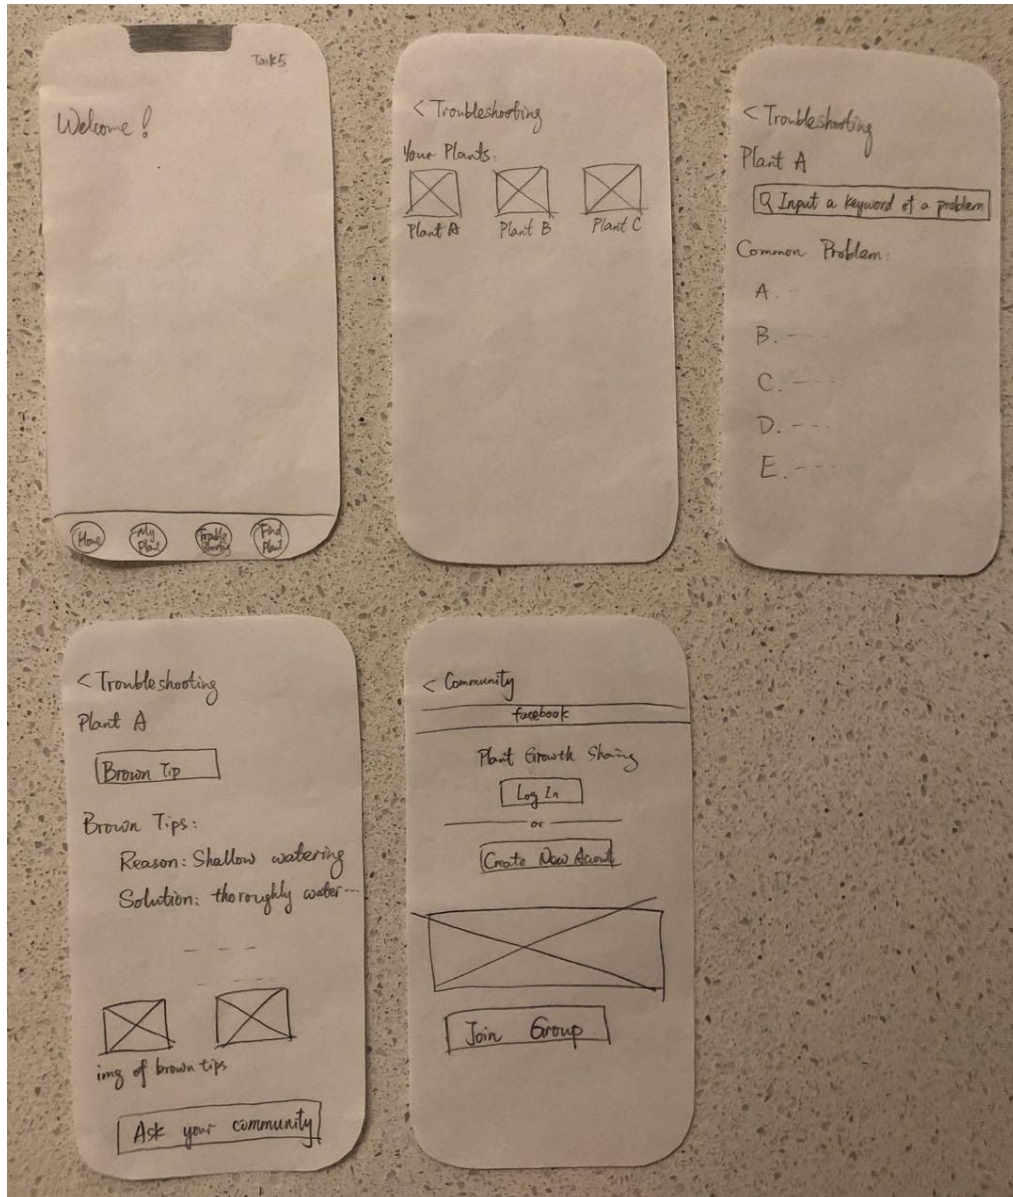 Task5
Welcome!
Home
My Plant
Trouble shooting
Find Plant
< Troubleshooting
Your Plants:
Plant A
Plant B
Plant C
< Troubleshooting
Plant A
Input a keyword of a problem
Common Problem:
A. - -
B. - - -
C. - - -
D. - - -
E. - - -
< Troubleshooting
Plant A
Brown Tip
Brown Tips:
Reason: Shallow watering
Solution: thoroughly water ---
img of brown tips
Ask your community
< Community
facebook
Plant Growth Sharing
Log In
or
Create New Acount
Join Group